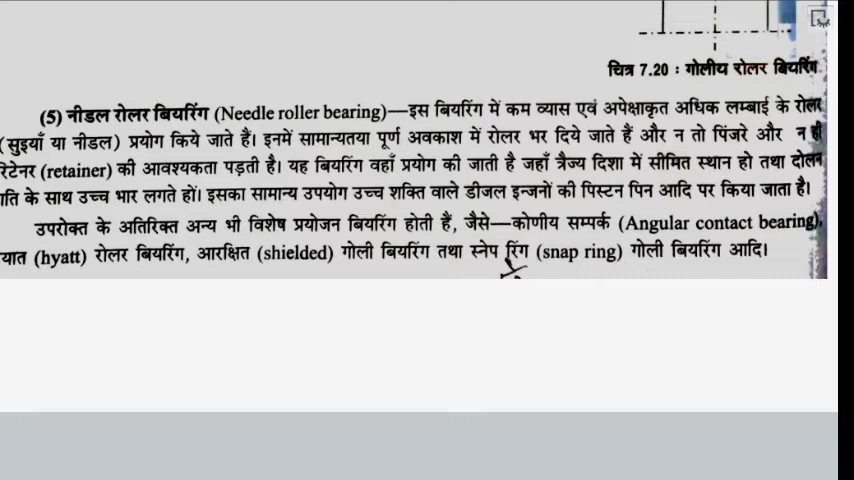 चित्र 7.20 : गोलीय रोलर बियरिंग
(5) नीडल रोलर बियरिंग (Needle roller bearing)—इस बियरिंग में कम व्यास एवं अपेक्षाकृत अधिक लम्बाई के रोलर
(सुइयाँ या नीडल) प्रयोग किये जाते हैं। इनमें सामान्यतया पूर्ण अवकाश में रोलर भर दिये जाते हैं और न तो पिंजरे और न ही
रिटेनर (retainer) की आवश्यकता पड़ती है। यह बियरिंग वहाँ प्रयोग की जाती है जहाँ त्रैज्य दिशा में सीमित स्थान हो तथा दोलन
गति के साथ उच्च भार लगते हों। इसका सामान्य उपयोग उच्च शक्ति वाले डीजल इन्जनों की पिस्टन पिन आदि पर किया जाता है।
उपरोक्त के अतिरिक्त अन्य भी विशेष प्रयोजन बियरिंग होती हैं, जैसे—कोणीय सम्पर्क (Angular contact bearing),
(hyatt) रोलर बियरिंग, आरक्षित (shielded) गोली बियरिंग तथा स्नेप रिंग (snap ring) गोली बियरिंग आदि।